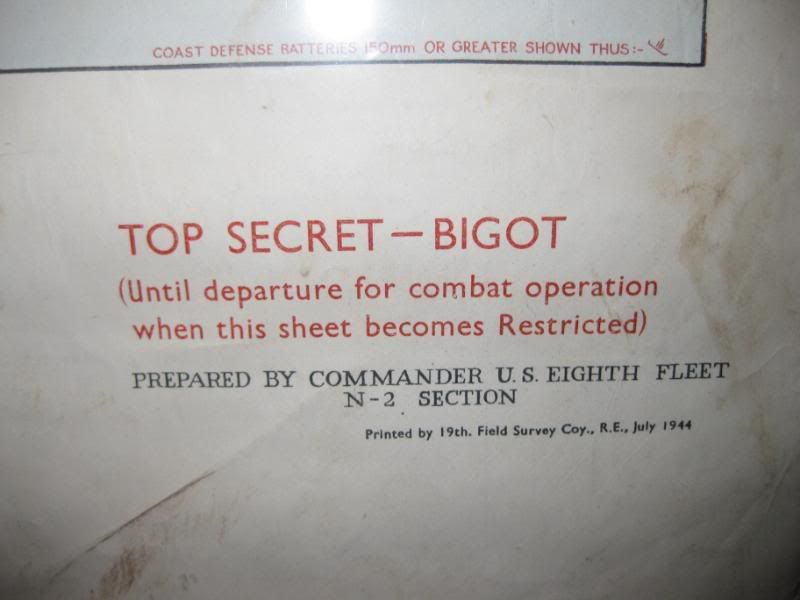 COAST DEFENSE BATTERIES 150mm OR GREATER SHOWN THUS:-
TOP SECRET — BIGOT
(Until departure for combat operation
when this sheet becomes Restricted)
PREPARED BY COMMANDER U.S. EIGHTH FLEET
N-2 SECTION
Printed by 19th. Field Survey Coy., R.E., July 1944